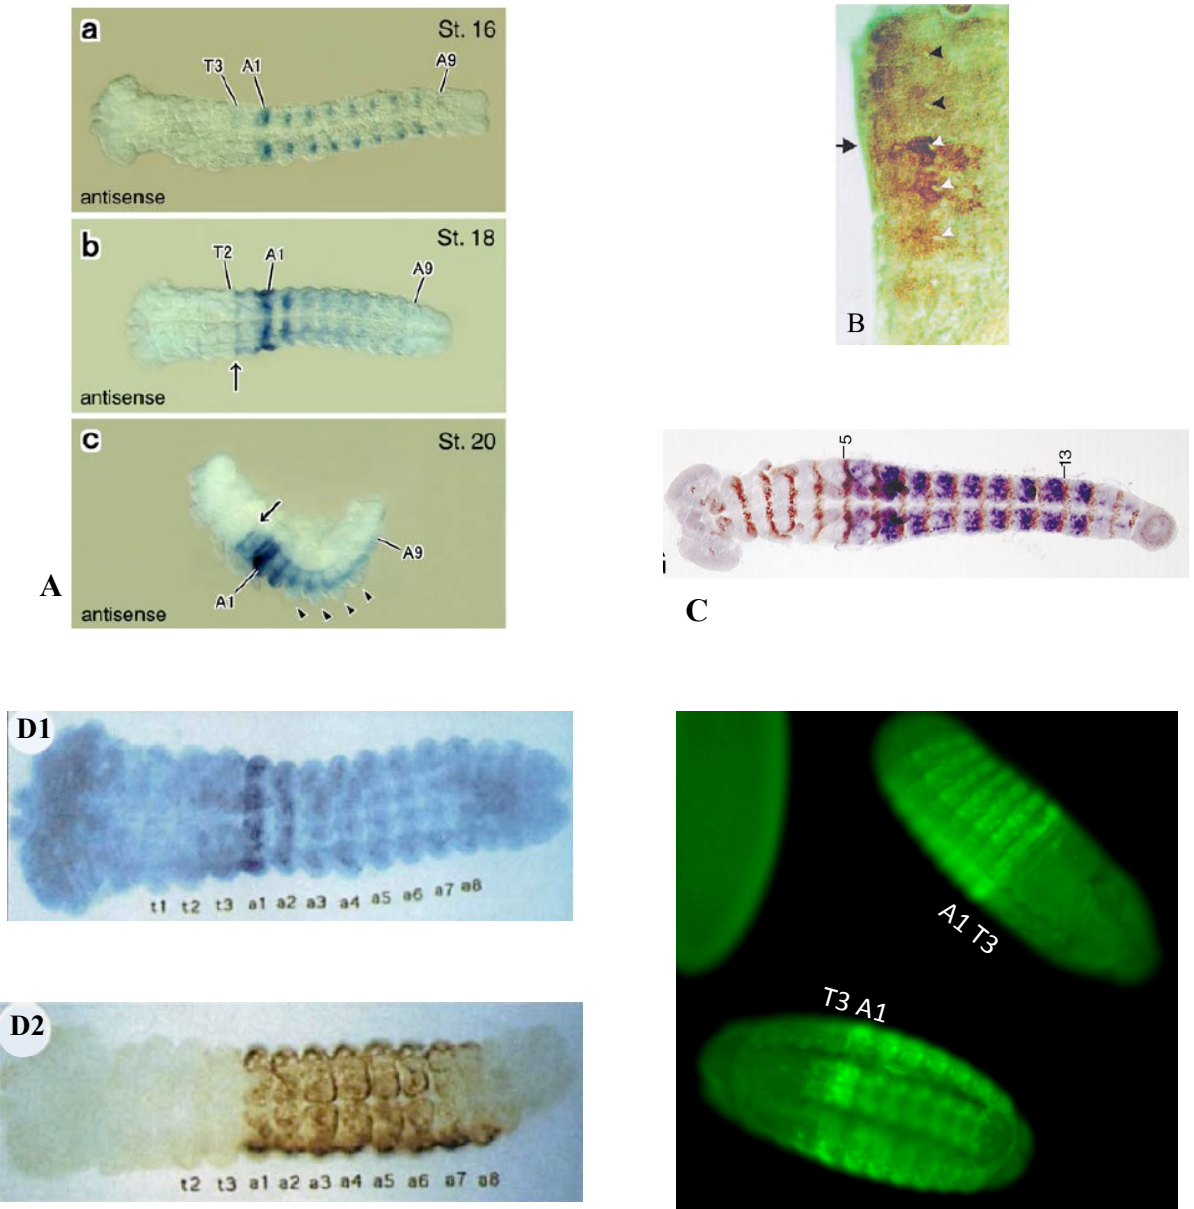 a
St. 16
T3
A1
A9
antisense
b
St. 18
T2
A1
A9
antisense
c
St. 20
A9
A1
antisense
A
B
5
13
C
D1
t1 t2 t3 a1 a2 a3 a4 a5 a6 a7 a8
D2
t2 t3 a1 a2 a3 a4 a5 a6 a7 a8
A1 T3
T3 A1